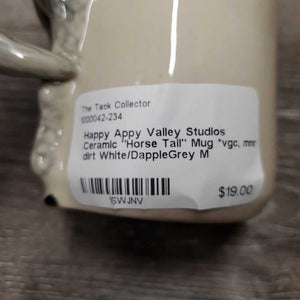 The Tack Collector
1000042-234
Happy Appy Valley Studios
Ceramic "Horse Tail" Mug *vgc, mnr
dirt White/DappleGrey M
$19.00
15WJNV